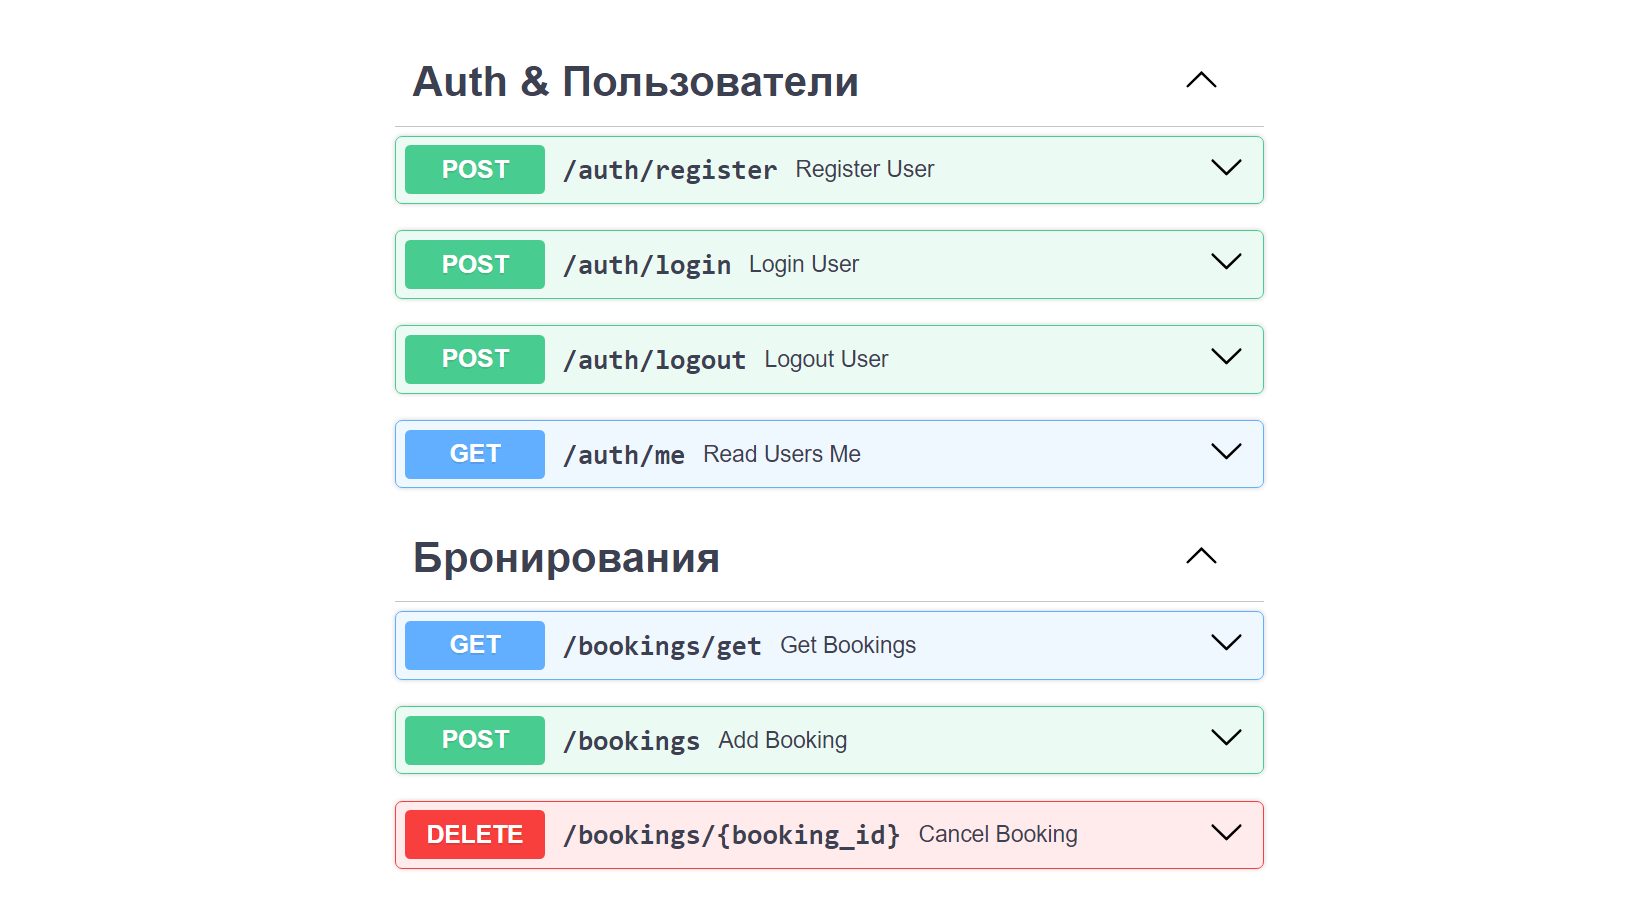 Auth & Пользователи
POST /auth/register Register User
POST /auth/login Login User
POST /auth/logout Logout User
GET /auth/me Read Users Me
Бронирования
GET /bookings/get Get Bookings
POST /bookings Add Booking
DELETE /bookings/{booking_id} Cancel Booking